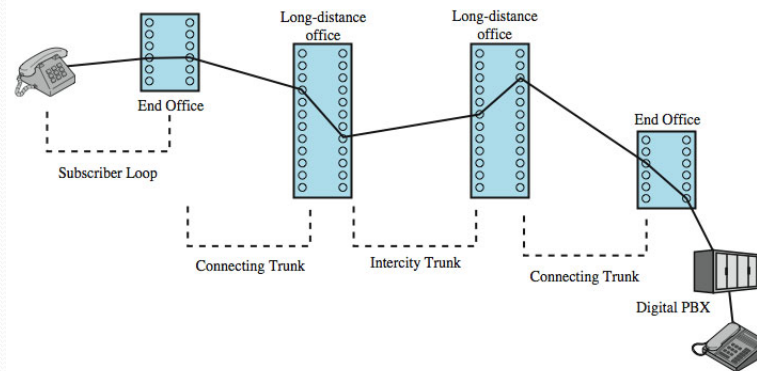 Long-distance
office
Long-distance
office
End Office
End Office
Subscriber Loop
Connecting Trunk
Intercity Trunk
Connecting Trunk
Digital PBX